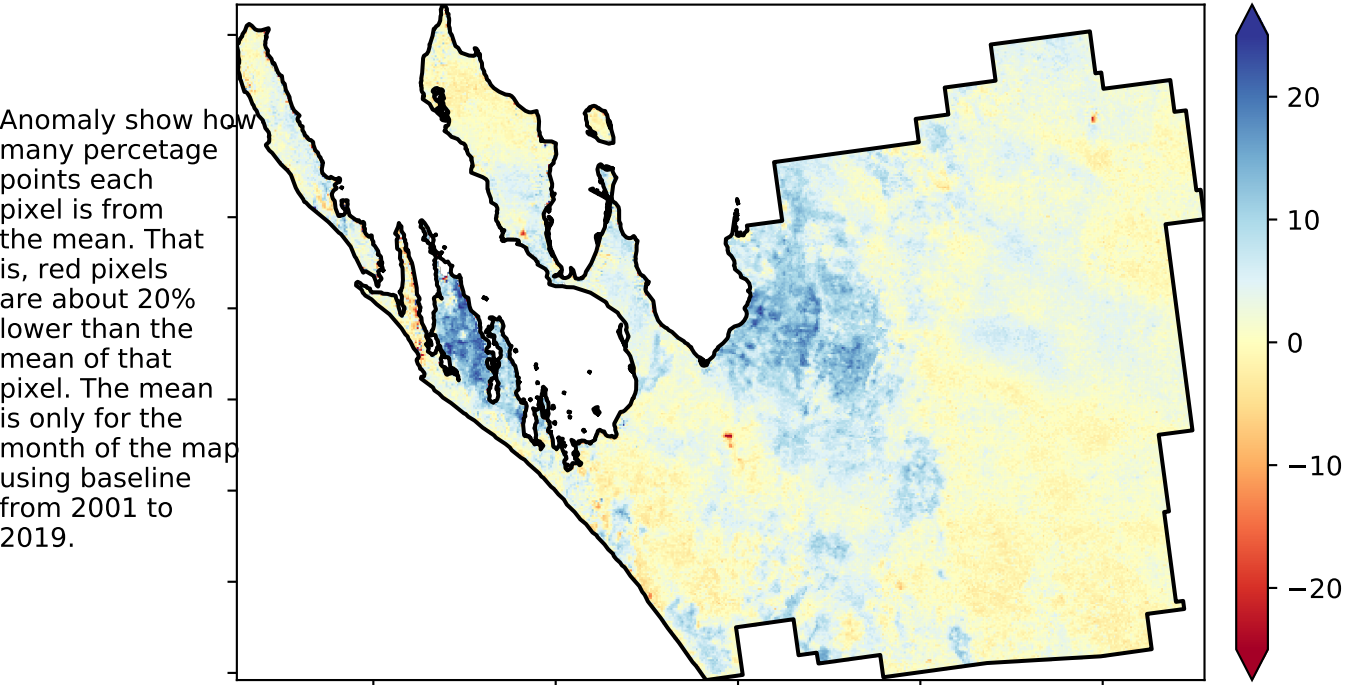 Anomaly show how
many percetage
points each
pixel is from
the mean. That
is, red pixels
are about 20%
lower than the
mean of that
pixel. The mean
is only for the
month of the map
using baseline
from 2001 to
2019.
20
10
0
−10
−20